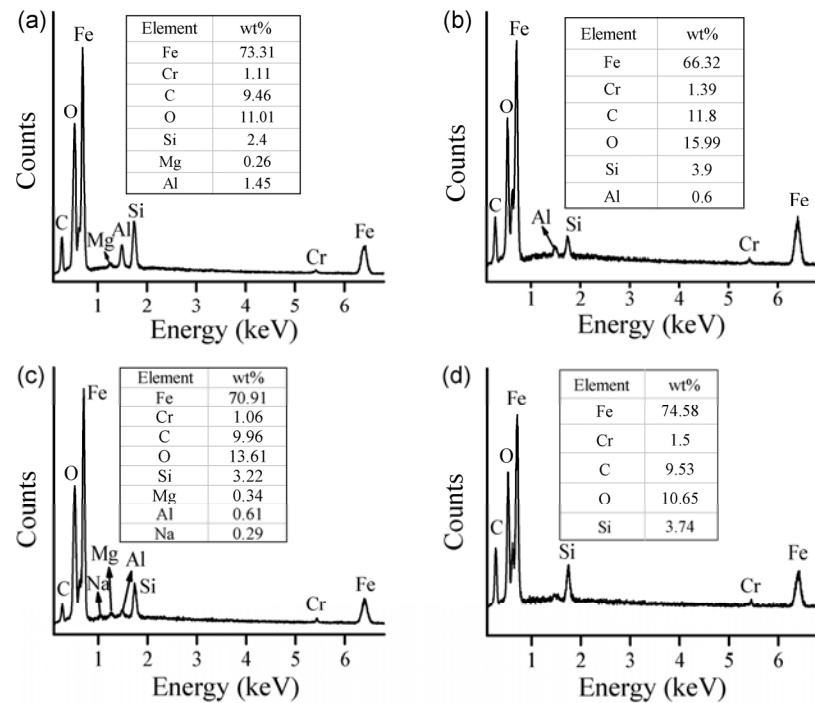 (a)
Element wt%
Fe 73.31
Cr 1.11
C 9.46
O 11.01
Si 2.4
Mg 0.26
Al 1.45
Fe
O
C
Mg
Al
Si
Cr
Fe
Counts
1 2 3 4 5 6
Energy (keV)
(b)
Element wt%
Fe 66.32
Cr 1.39
C 11.8
O 15.99
Si 3.9
Al 0.6
Fe
O
C
Al
Si
Cr
Fe
Counts
1 2 3 4 5 6
Energy (keV)
(c)
Element wt%
Fe 70.91
Cr 1.06
C 9.96
O 13.61
Si 3.22
Mg 0.34
Al 0.61
Na 0.29
Fe
O
C
Na
Mg
Al
Si
Cr
Fe
Counts
1 2 3 4 5 6
Energy (keV)
(d)
Element wt%
Fe 74.58
Cr 1.5
C 9.53
O 10.65
Si 3.74
Fe
O
C
Si
Cr
Fe
Counts
1 2 3 4 5 6
Energy (keV)